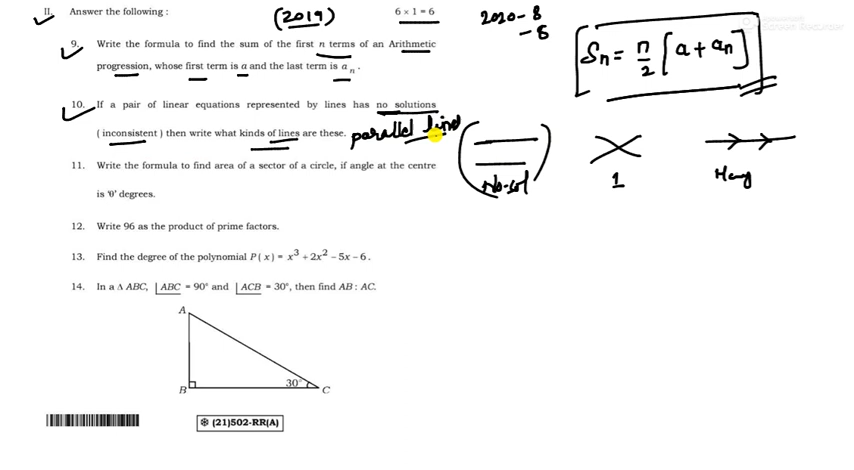 II. Answer the following : (2019) 6 × 1 = 6
2020 - 8
- 5
9. Write the formula to find the sum of the first n terms of an Arithmetic
progression, whose first term is a and the last term is aₙ.
Sₙ = n/2 [a + aₙ]
10. If a pair of linear equations represented by lines has no solutions
( inconsistent ) then write what kinds of lines are these. parallel line
No-sol 1 Many
11. Write the formula to find area of a sector of a circle, if angle at the centre
is 'θ' degrees.
12. Write 96 as the product of prime factors.
13. Find the degree of the polynomial P ( x ) = x³ + 2x² – 5x – 6 .
14. In a Δ ABC, ∠ABC = 90° and ∠ACB = 30°, then find AB : AC.
A
30°
B C
❊ (21)502-RR(A)